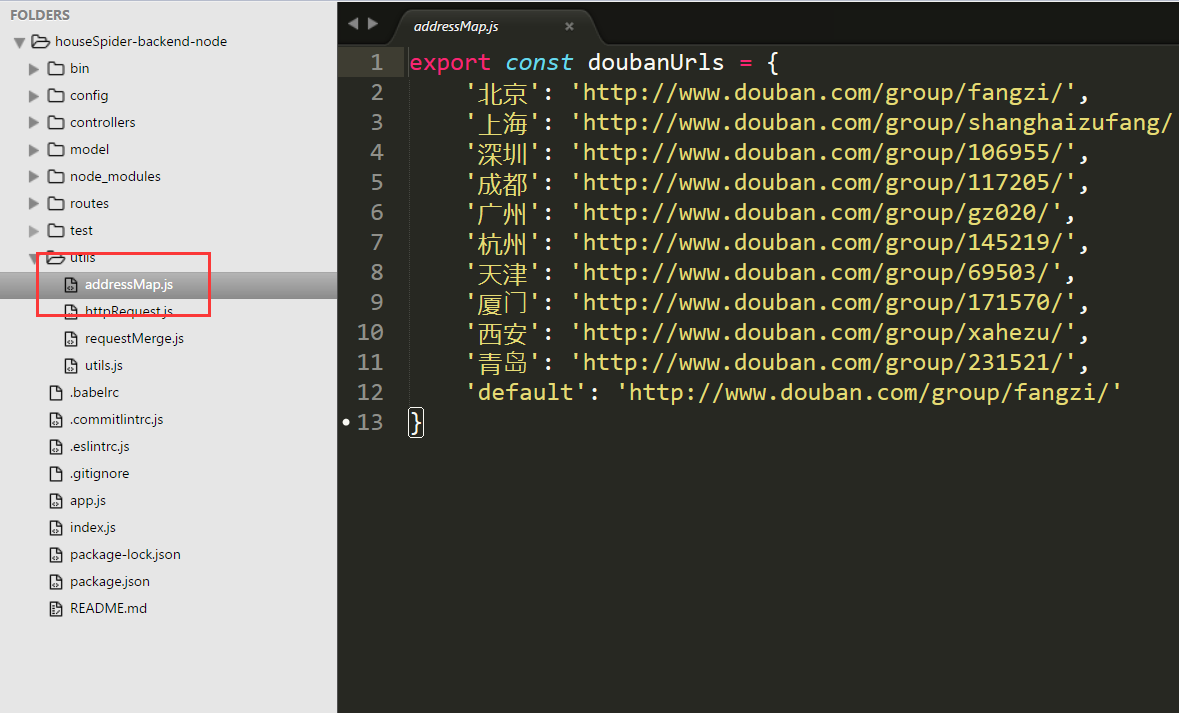 FOLDERS
houseSpider-backend-node
bin
config
controllers
model
node_modules
routes
test
utils
addressMap.js
httpRequest.js
requestMerge.js
utils.js
.babelrc
.commitlintrc.js
.eslintrc.js
.gitignore
app.js
index.js
package-lock.json
package.json
README.md
addressMap.js
1 export const doubanUrls = {
2 '北京': 'http://www.douban.com/group/fangzi/',
3 '上海': 'http://www.douban.com/group/shanghaizufang/
4 '深圳': 'http://www.douban.com/group/106955/',
5 '成都': 'http://www.douban.com/group/117205/',
6 '广州': 'http://www.douban.com/group/gz020/',
7 '杭州': 'http://www.douban.com/group/145219/',
8 '天津': 'http://www.douban.com/group/69503/',
9 '厦门': 'http://www.douban.com/group/171570/',
10 '西安': 'http://www.douban.com/group/xahezu/',
11 '青岛': 'http://www.douban.com/group/231521/',
12 'default': 'http://www.douban.com/group/fangzi/'
13 }